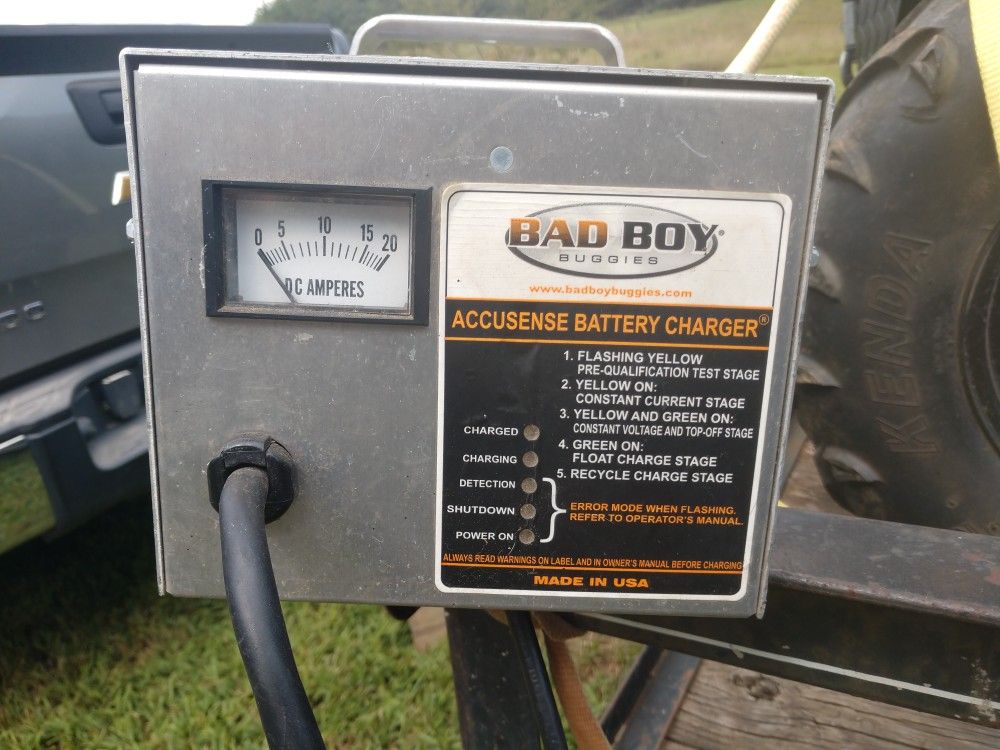 0 5 10 15 20
DC AMPERES
BAD BOY®
BUGGIES
www.badboybuggies.com
ACCUSENSE BATTERY CHARGER®
1. FLASHING YELLOW
PRE-QUALIFICATION TEST STAGE
2. YELLOW ON:
CONSTANT CURRENT STAGE
3. YELLOW AND GREEN ON:
CONSTANT VOLTAGE AND TOP-OFF STAGE
4. GREEN ON:
FLOAT CHARGE STAGE
5. RECYCLE CHARGE STAGE
CHARGED
CHARGING
DETECTION
SHUTDOWN
POWER ON
ERROR MODE WHEN FLASHING.
REFER TO OPERATOR'S MANUAL.
ALWAYS READ WARNINGS ON LABEL AND IN OWNER'S MANUAL BEFORE CHARGING
MADE IN USA
KENDA